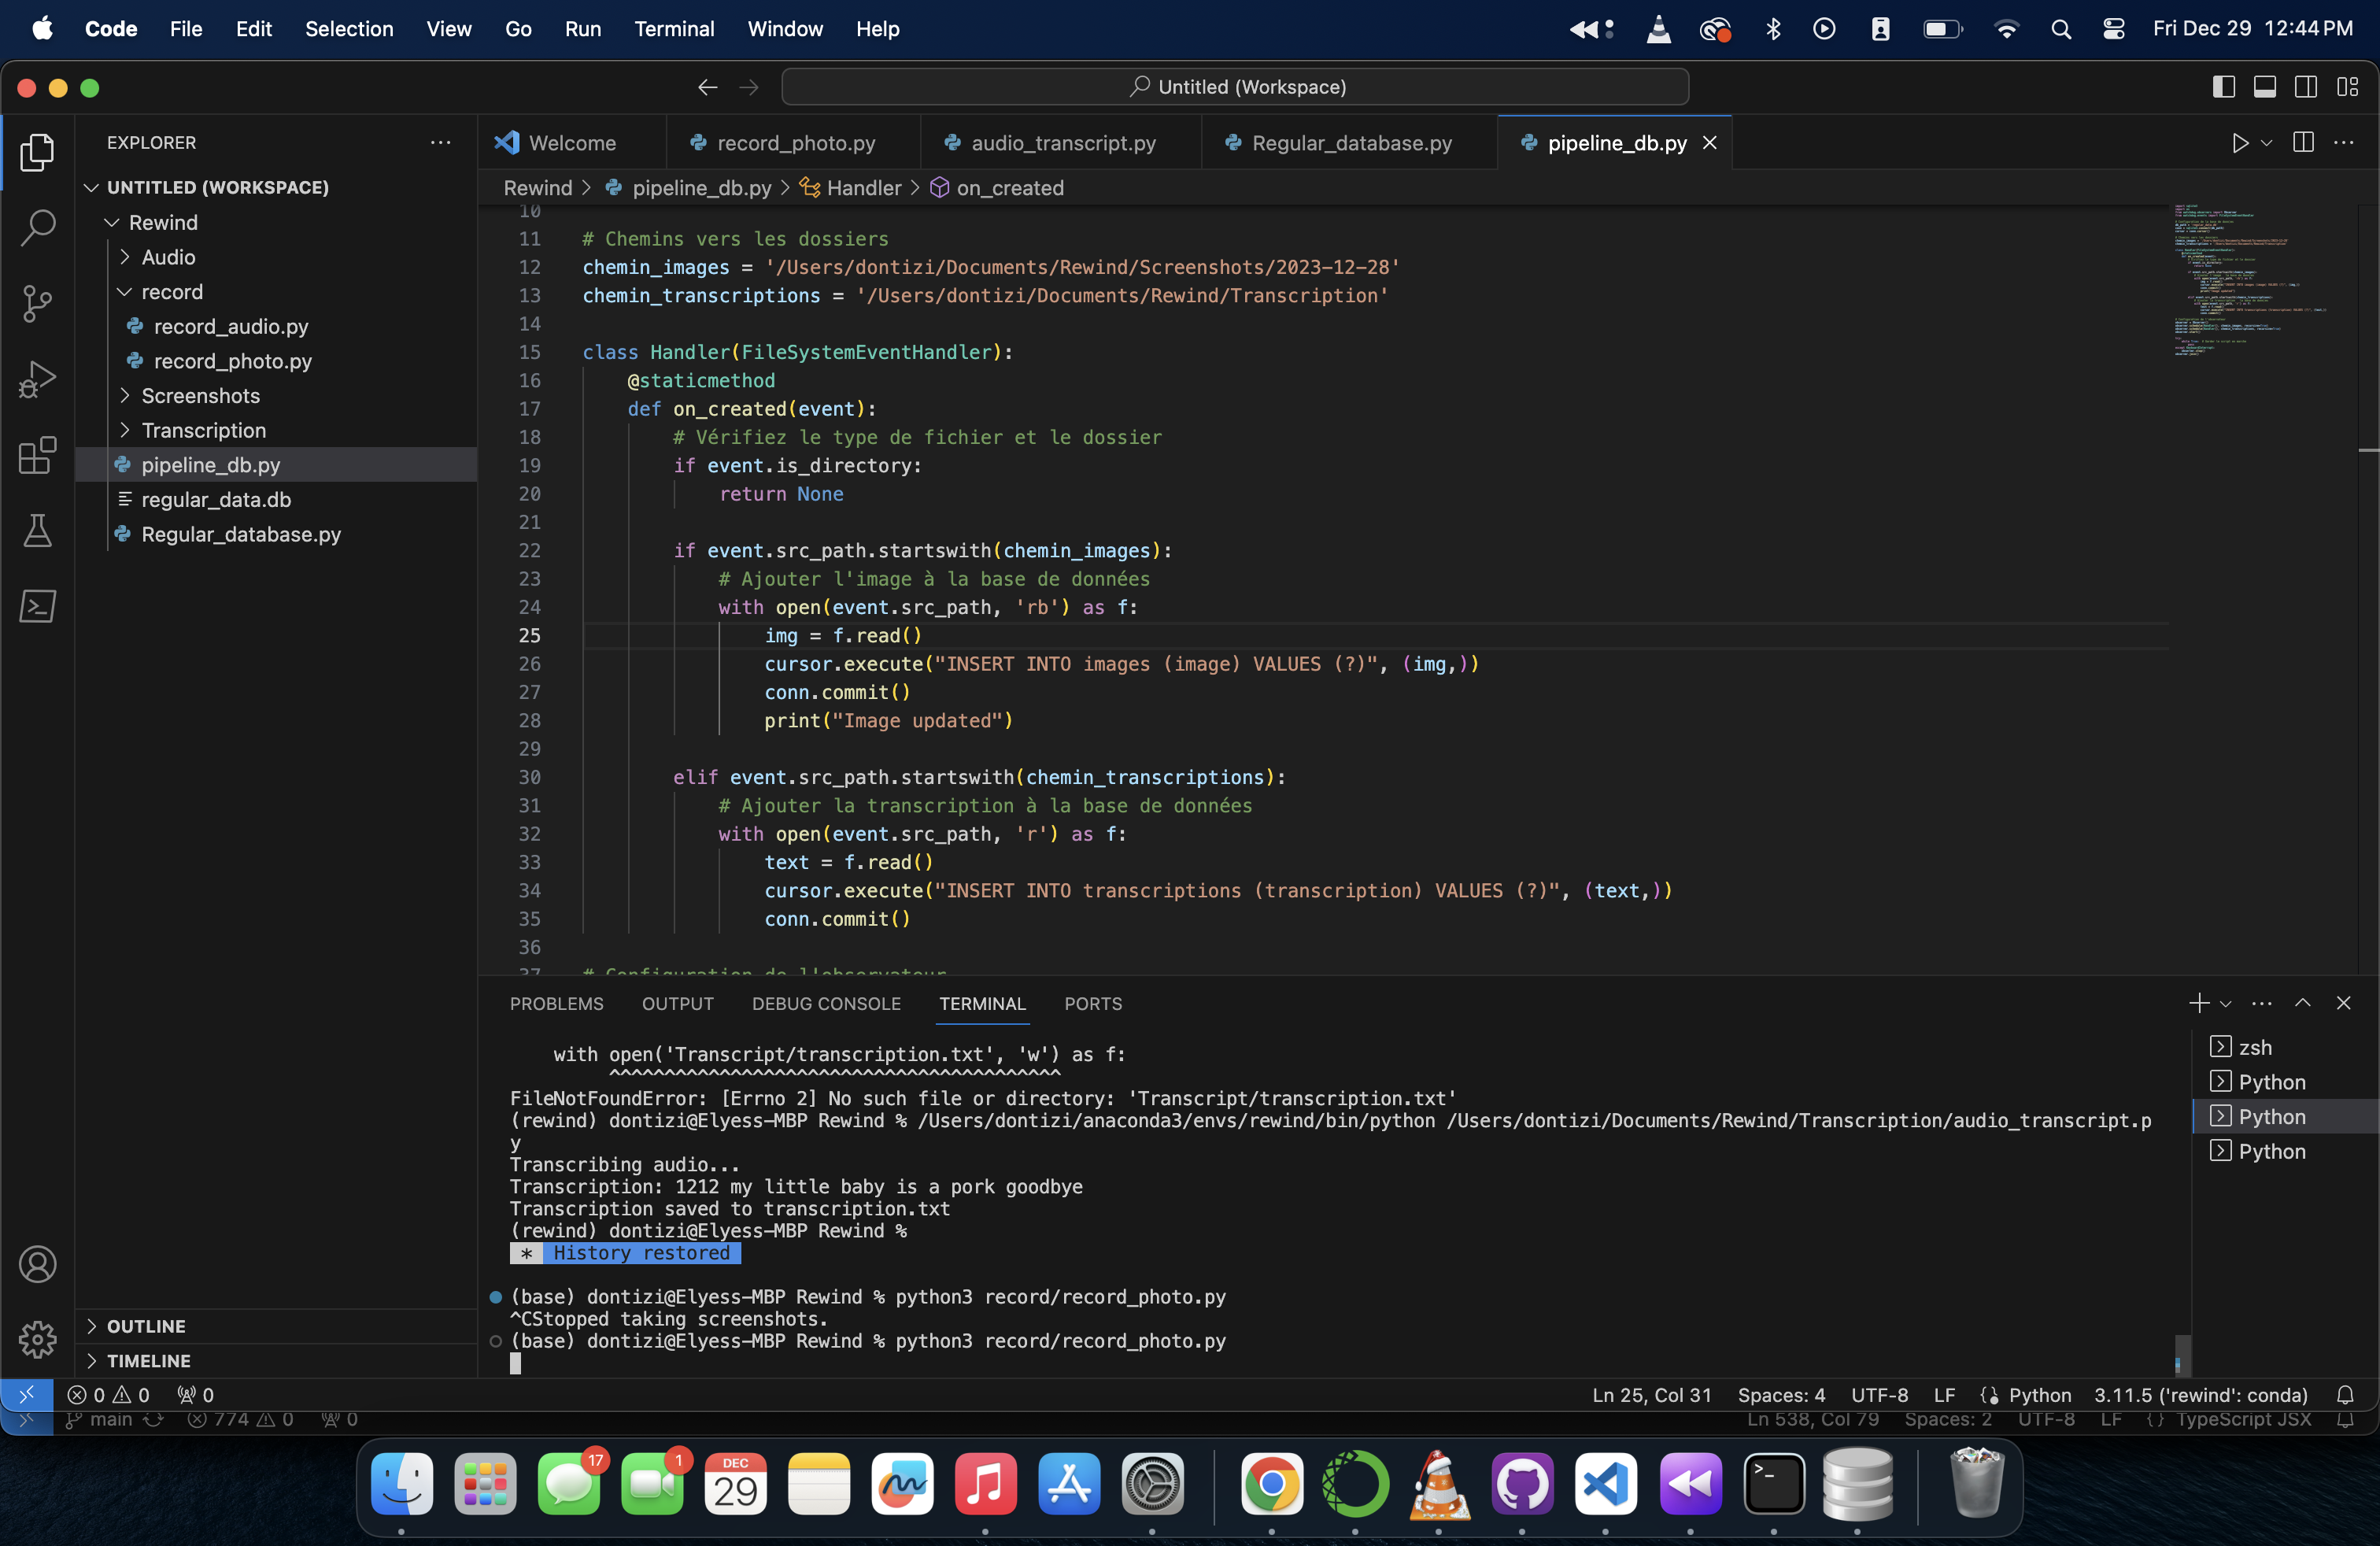 Code File Edit Selection View Go Run Terminal Window Help Fri Dec 29 12:44 PM
Untitled (Workspace)
EXPLORER
UNTITLED (WORKSPACE)
Rewind
Audio
record
record_audio.py
record_photo.py
Screenshots
Transcription
pipeline_db.py
regular_data.db
Regular_database.py
OUTLINE
TIMELINE
Welcome record_photo.py audio_transcript.py Regular_database.py pipeline_db.py
Rewind > pipeline_db.py > Handler > on_created
10
11 # Chemins vers les dossiers
12 chemin_images = '/Users/dontizi/Documents/Rewind/Screenshots/2023-12-28'
13 chemin_transcriptions = '/Users/dontizi/Documents/Rewind/Transcription'
14
15 class Handler(FileSystemEventHandler):
16 @staticmethod
17 def on_created(event):
18 # Vérifiez le type de fichier et le dossier
19 if event.is_directory:
20 return None
21
22 if event.src_path.startswith(chemin_images):
23 # Ajouter l'image à la base de données
24 with open(event.src_path, 'rb') as f:
25 img = f.read()
26 cursor.execute("INSERT INTO images (image) VALUES (?)", (img,))
27 conn.commit()
28 print("Image updated")
29
30 elif event.src_path.startswith(chemin_transcriptions):
31 # Ajouter la transcription à la base de données
32 with open(event.src_path, 'r') as f:
33 text = f.read()
34 cursor.execute("INSERT INTO transcriptions (transcription) VALUES (?)", (text,))
35 conn.commit()
36
37 # Configuration de l'observateur
PROBLEMS OUTPUT DEBUG CONSOLE TERMINAL PORTS
with open('Transcript/transcription.txt', 'w') as f:
^^^^^^^^^^^^^^^^^^^^^^^^^^^^^^^^^^^^^^^^^
FileNotFoundError: [Errno 2] No such file or directory: 'Transcript/transcription.txt'
(rewind) dontizi@Elyess-MBP Rewind % /Users/dontizi/anaconda3/envs/rewind/bin/python /Users/dontizi/Documents/Rewind/Transcription/audio_transcript.p
y
Transcribing audio...
Transcription: 1212 my little baby is a pork goodbye
Transcription saved to transcription.txt
(rewind) dontizi@Elyess-MBP Rewind %
* History restored
(base) dontizi@Elyess-MBP Rewind % python3 record/record_photo.py
^CStopped taking screenshots.
(base) dontizi@Elyess-MBP Rewind % python3 record/record_photo.py
zsh
Python
Python
Python
0 0 0 Ln 25, Col 31 Spaces: 4 UTF-8 LF Python 3.11.5 ('rewind': conda)
main 774 0 0 Ln 538, Col 79 Spaces: 2 UTF-8 LF {} TypeScript JSX
17
1
DEC
29